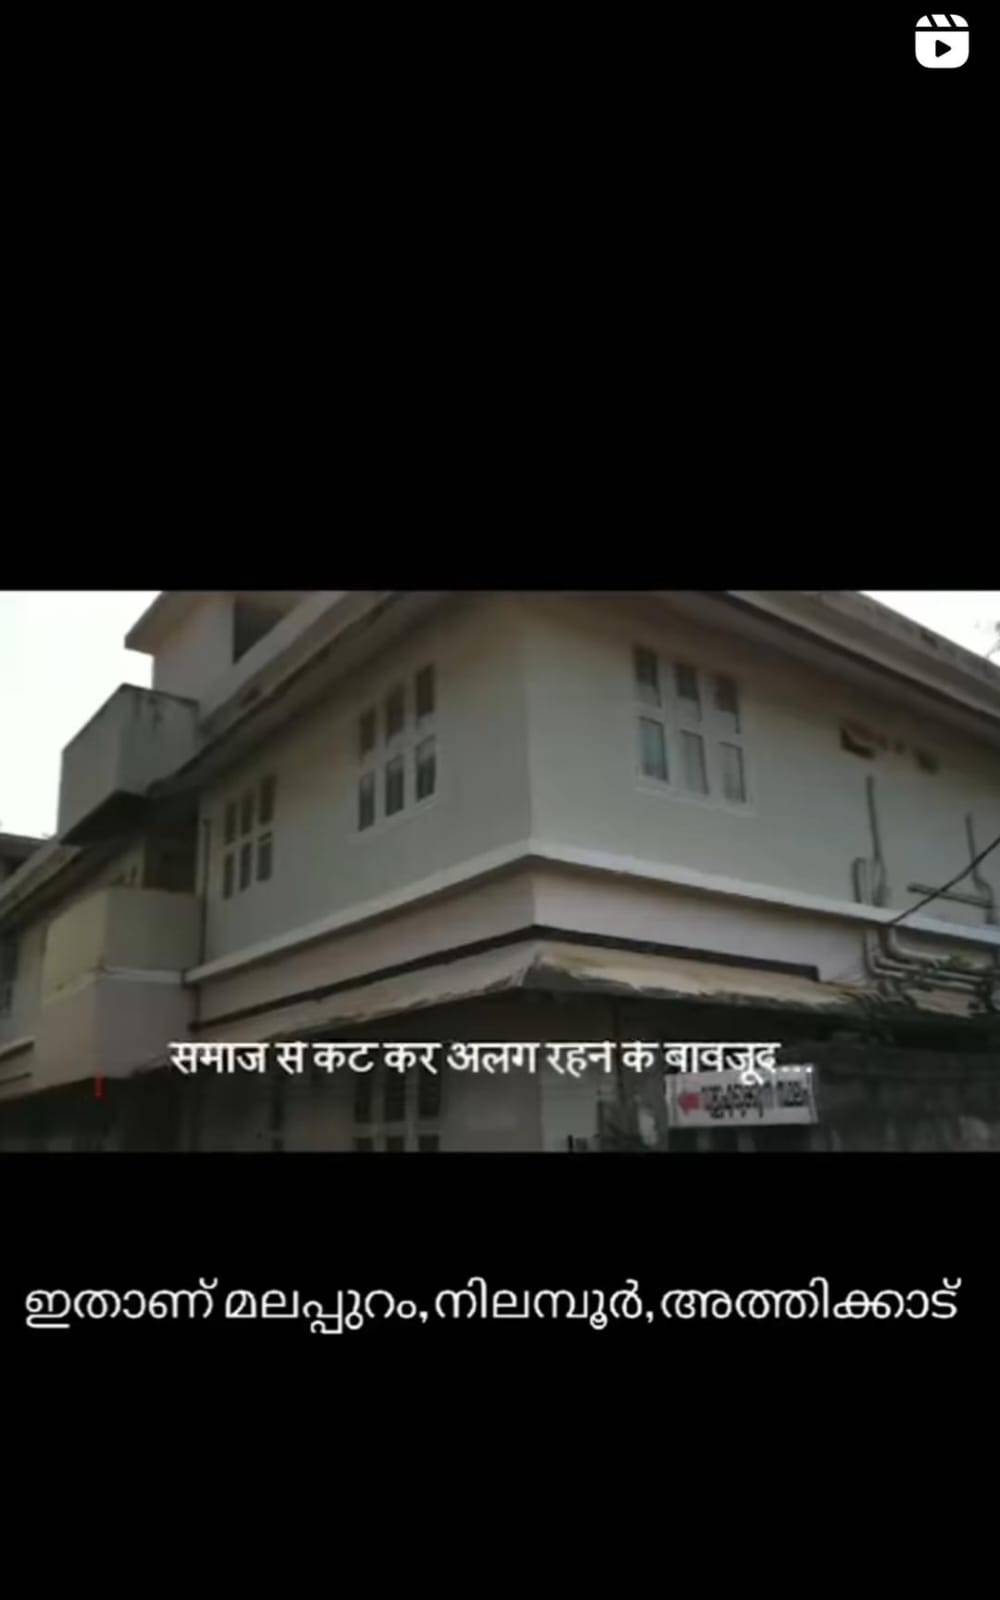 समाज से कट कर अलग रहने के बावजूद...
ഇതാണ് മലപ്പുറം,നിലമ്പൂർ,അത്തിക്കാട്